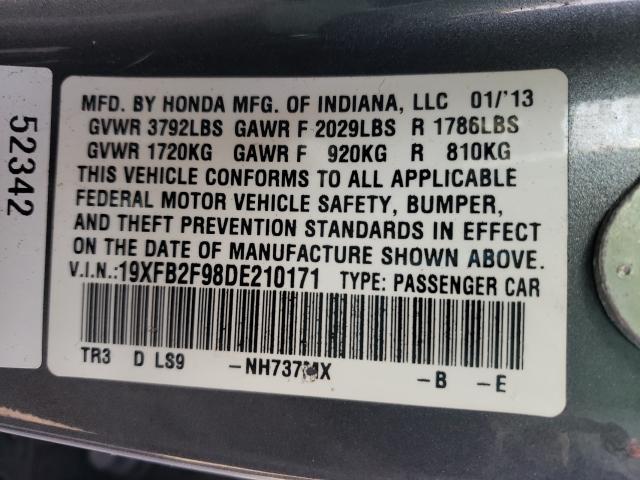 MFD. BY HONDA MFG. OF INDIANA, LLC 01/'13
GVWR 3792LBS GAWR F 2029LBS R 1786LBS
GVWR 1720KG GAWR F 920KG R 810KG
THIS VEHICLE CONFORMS TO ALL APPLICABLE
FEDERAL MOTOR VEHICLE SAFETY, BUMPER,
AND THEFT PREVENTION STANDARDS IN EFFECT
ON THE DATE OF MANUFACTURE SHOWN ABOVE.
V.I.N.:19XFB2F98DE210171 TYPE: PASSENGER CAR
TR3 D LS9 -B -E
52342